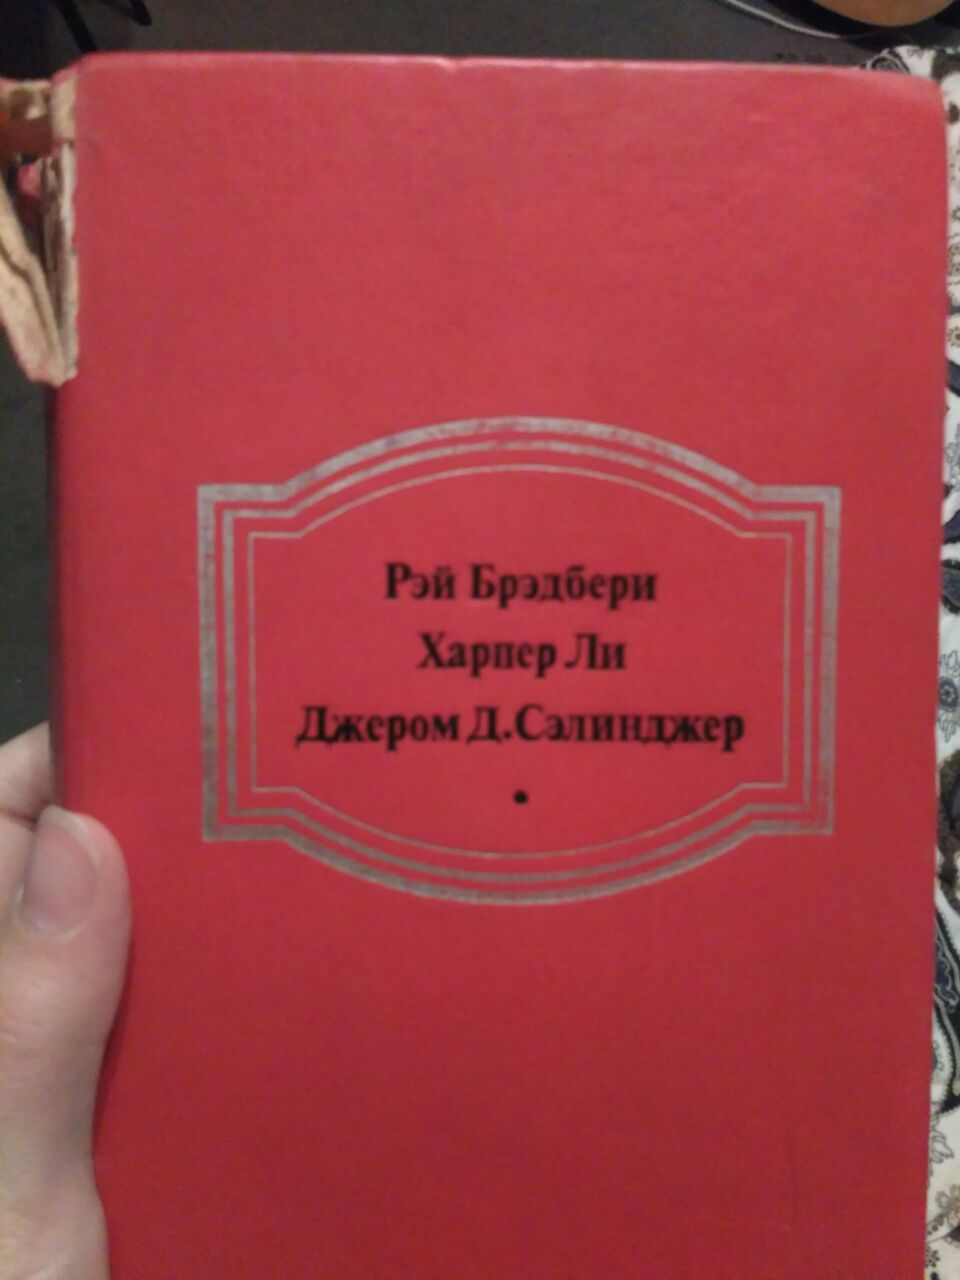 Рэй Брэдбери
Харпер Ли
Джером Д.Сэлинджер